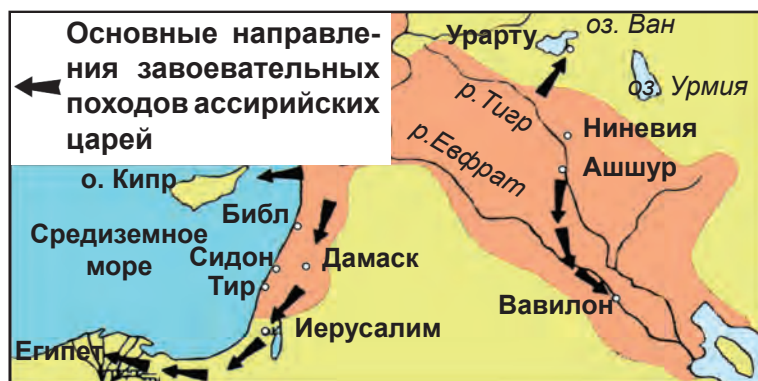 Основные направле-
ния завоевательных
походов ассирийских
царей
Урарту
оз. Ван
оз. Урмия
р. Тигр
р.Евфрат
Ниневия
Ашшур
о. Кипр
Библ
Средиземное
море
Сидон
Дамаск
Тир
Вавилон
Иерусалим
Египет